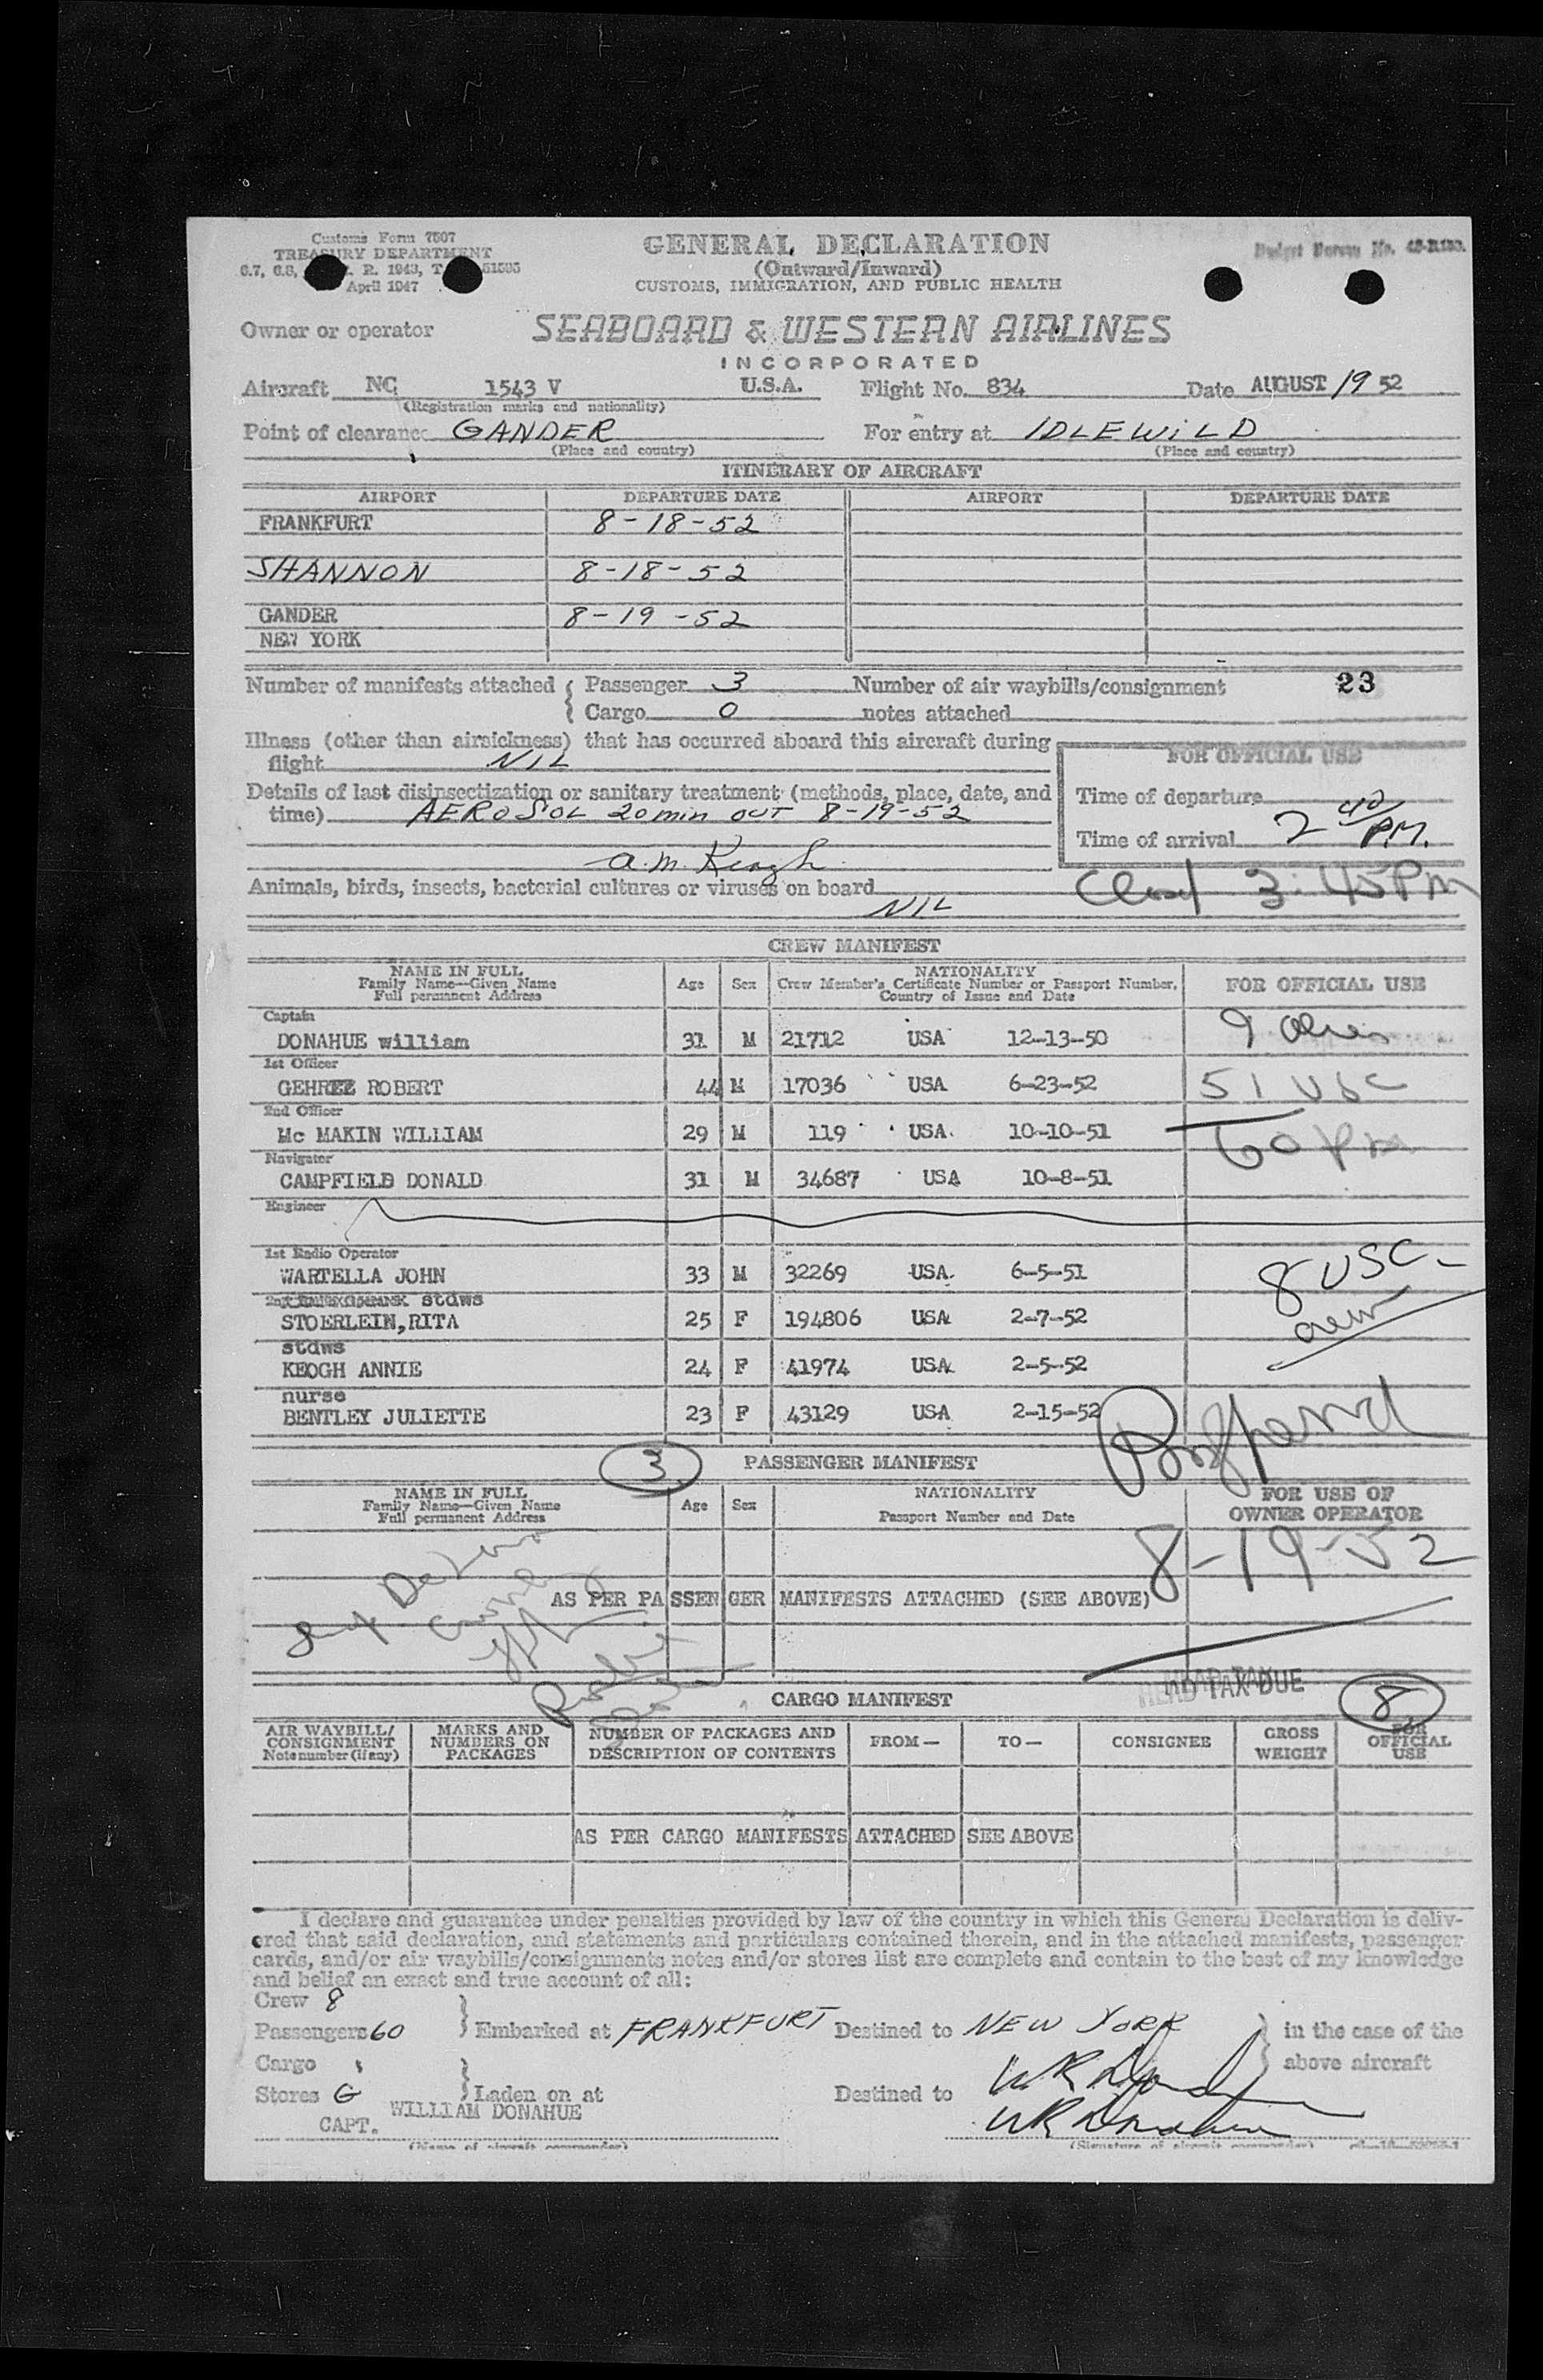 Customs Form 7507
TREASURY DEPARTMENT
April 1947
GENERAL DECLARATION
(Outward/Inward)
CUSTOMS, IMMIGRATION, AND PUBLIC HEALTH
Budget Bureau No.
Owner or operator SEABOARD & WESTERN AIRLINES
INCORPORATED
Aircraft NC 1543 V U.S.A. Flight No. 834 Date AUGUST 19 52
(Registration marks and nationality)
Point of clearance GANDER For entry at IDLEWILD
(Place and country) (Place and country)
ITINERARY OF AIRCRAFT
AIRPORT DEPARTURE DATE AIRPORT DEPARTURE DATE
FRANKFURT 8-18-52
SHANNON 8-18-52
GANDER 8-19-52
NEW YORK
Number of manifests attached { Passenger 3 Number of air waybills/consignment 23
Cargo 0 notes attached
Illness (other than airsickness) that has occurred aboard this aircraft during
flight NIL
FOR OFFICIAL USE
Details of last disinsectization or sanitary treatment (methods, place, date, and
time) AEROSOL 20 min OUT 8-19-52
Time of departure
Time of arrival 2 40 P.M.
a.m. Keogh
Animals, birds, insects, bacterial cultures or viruses on board
NIL
3:45 PM
CREW MANIFEST
NAME IN FULL
Family Name—Given Name
Full permanent Address
Age Sex
NATIONALITY
Crew Member's Certificate Number or Passport Number,
Country of Issue and Date
FOR OFFICIAL USE
Captain
DONAHUE william 31 M 21712 USA 12-13-50
1st Officer
GEHREZ ROBERT 44 M 17036 USA 6-23-52 51 USC
2nd Officer
Mc MAKIN WILLIAM 29 M 119 USA. 10-10-51
60
Navigator
CAMPFIELD DONALD 31 M 34687 USA 10-8-51
Engineer
1st Radio Operator
WARTELLA JOHN 33 M 32269 USA. 6-5-51
8 USC
crew
stdws
STOERLEIN,RITA 25 F 194806 USA 2-7-52
stdws
KEOGH ANNIE 24 F 41974 USA 2-5-52
nurse
BENTLEY JULIETTE 23 F 43129 USA 2-15-52
3 PASSENGER MANIFEST
NAME IN FULL
Family Name—Given Name
Full permanent Address
Age Sex
NATIONALITY
Passport Number and Date
FOR USE OF
OWNER OPERATOR
8-19-52
AS PER PASSENGER MANIFESTS ATTACHED (SEE ABOVE)
HEAD TAX DUE
8
CARGO MANIFEST
AIR WAYBILL/
CONSIGNMENT
Note number (if any)
MARKS AND
NUMBERS ON
PACKAGES
NUMBER OF PACKAGES AND
DESCRIPTION OF CONTENTS
FROM— TO— CONSIGNEE
GROSS
WEIGHT
FOR
OFFICIAL
USE
AS PER CARGO MANIFESTS ATTACHED SEE ABOVE
I declare and guarantee under penalties provided by law of the country in which this General Declaration is deliv-
ered that said declaration, and statements and particulars contained therein, and in the attached manifests, passenger
cards, and/or air waybills/consignments notes and/or stores list are complete and contain to the best of my knowledge
and belief an exact and true account of all:
Crew 8
Passengers 60 } Embarked at FRANKFURT Destined to NEW YORK } in the case of the
above aircraft
Cargo
Stores G } Laden on at Destined to
WILLIAM DONAHUE
CAPT.
(Name of aircraft commander) (Signature of aircraft commander)